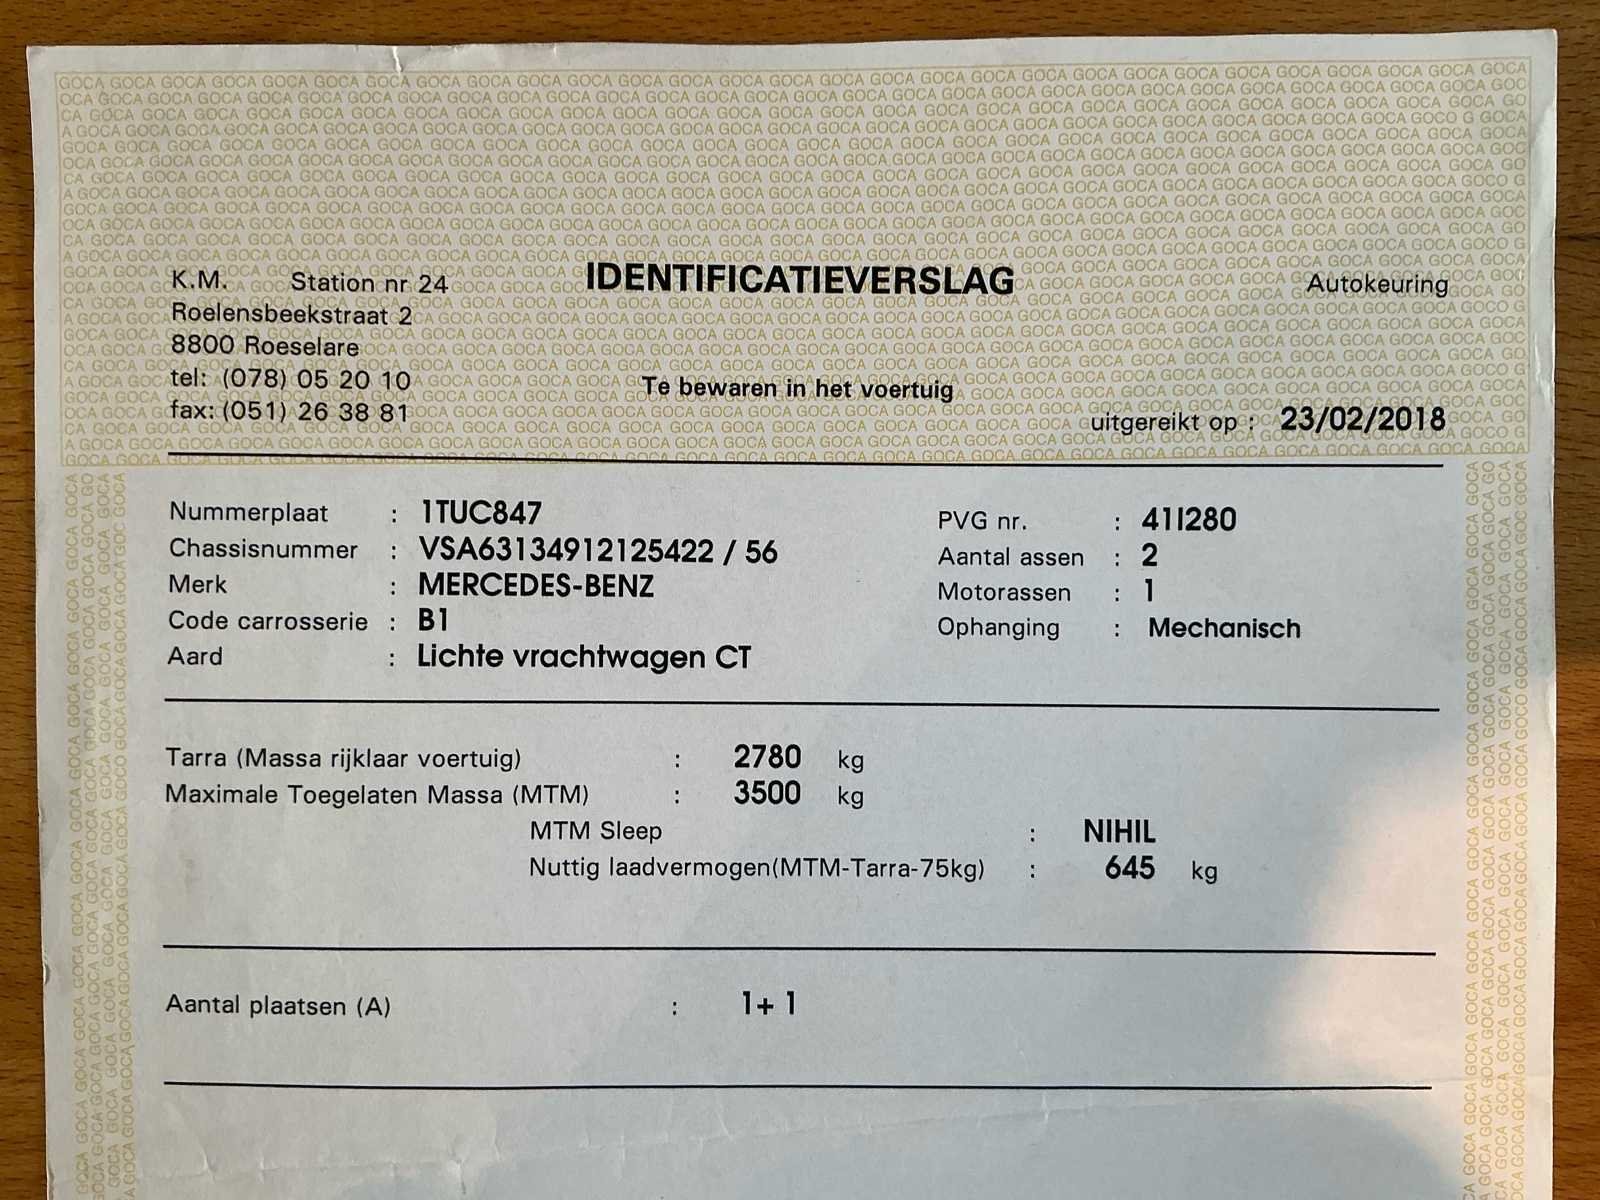 K.M. Station nr 24
Roelensbeekstraat 2
8800 Roeselare
tel: (078) 05 20 10
fax: (051) 26 38 81
IDENTIFICATIEVERSLAG
Te bewaren in het voertuig
Autokeuring
uitgereikt op : 23/02/2018
Nummerplaat : 1TUC847
Chassisnummer : VSA63134912125422 / 56
Merk : MERCEDES-BENZ
Code carrosserie : B1
Aard : Lichte vrachtwagen CT
PVG nr. : 41I280
Aantal assen : 2
Motorassen : 1
Ophanging : Mechanisch
Tarra (Massa rijklaar voertuig) : 2780 kg
Maximale Toegelaten Massa (MTM) : 3500 kg
MTM Sleep : NIHIL
Nuttig laadvermogen(MTM-Tarra-75kg) : 645 kg
Aantal plaatsen (A) : 1+ 1